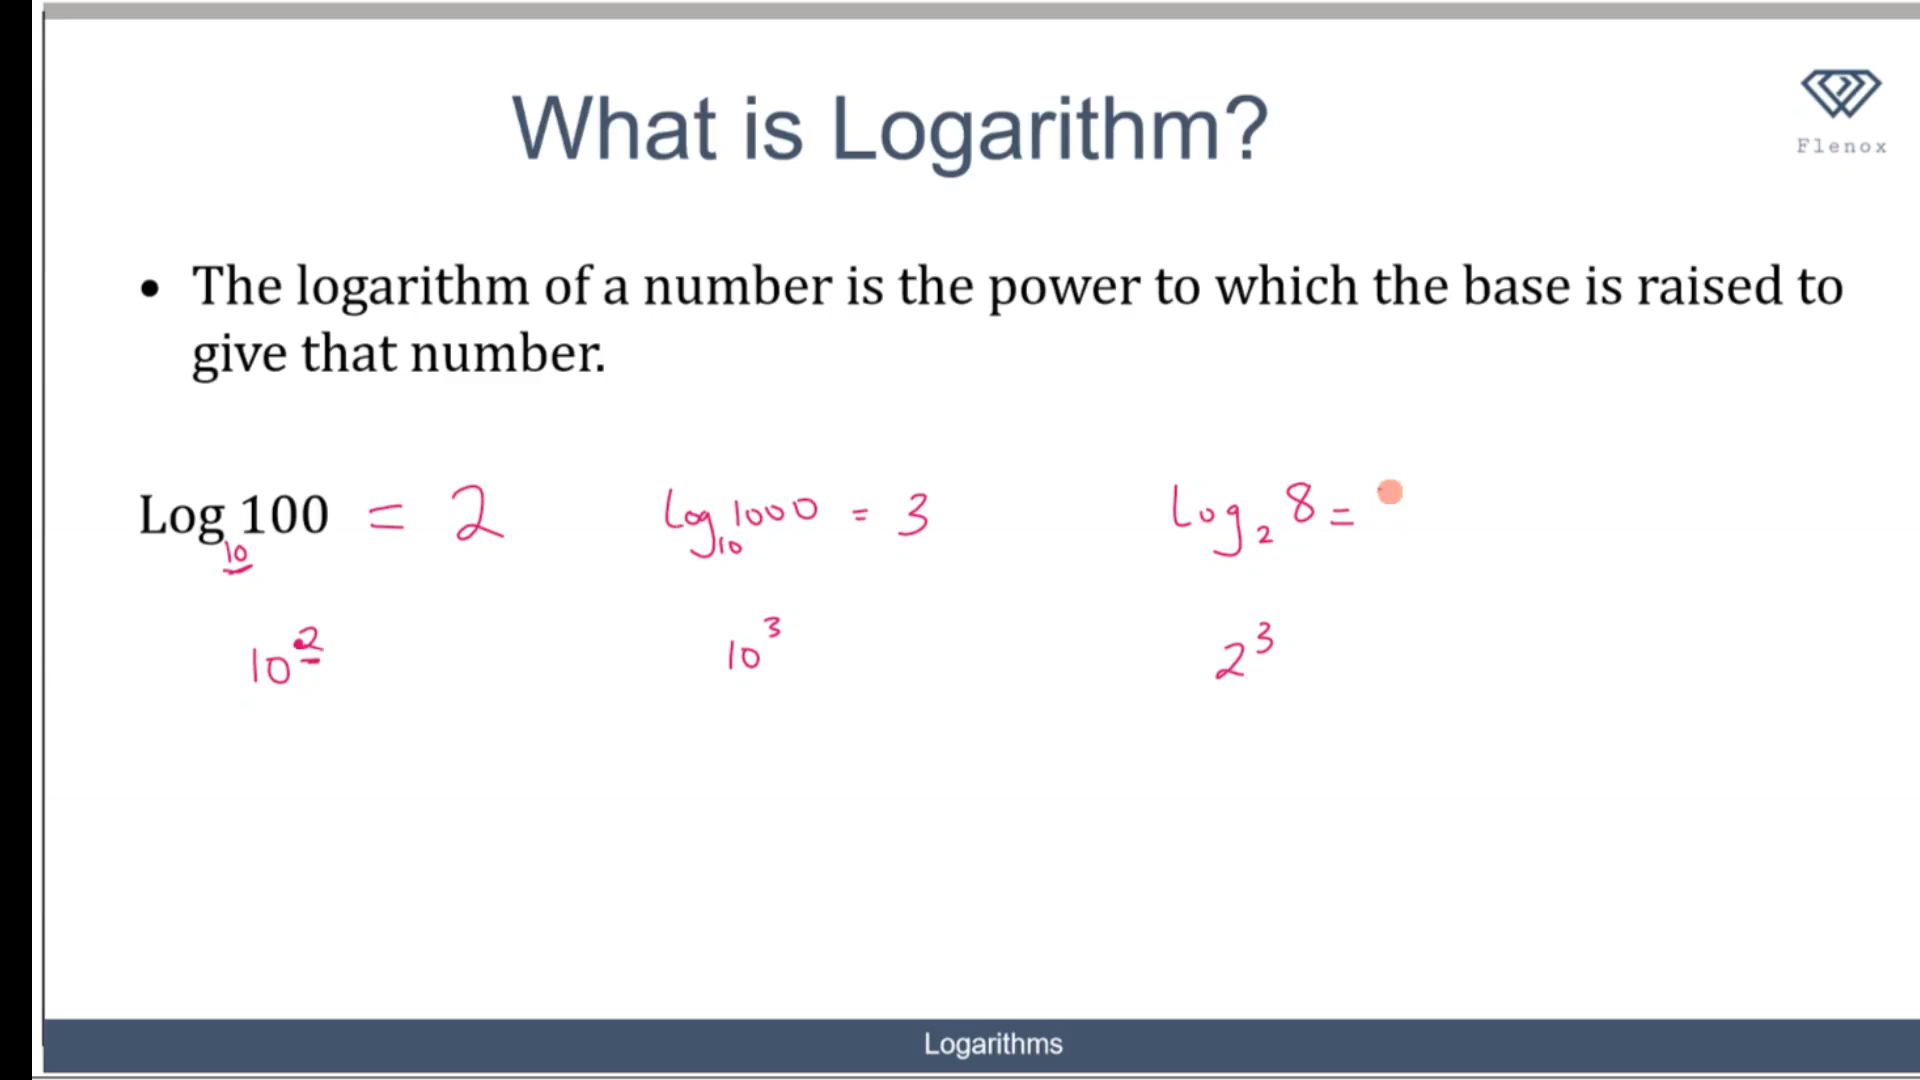 What is Logarithm?
Flenox
• The logarithm of a number is the power to which the base is raised to
give that number.
Log₁₀ 100 = 2
Log₁₀ 1000 = 3
Log₂ 8 =
10²
10³
2³
Logarithms